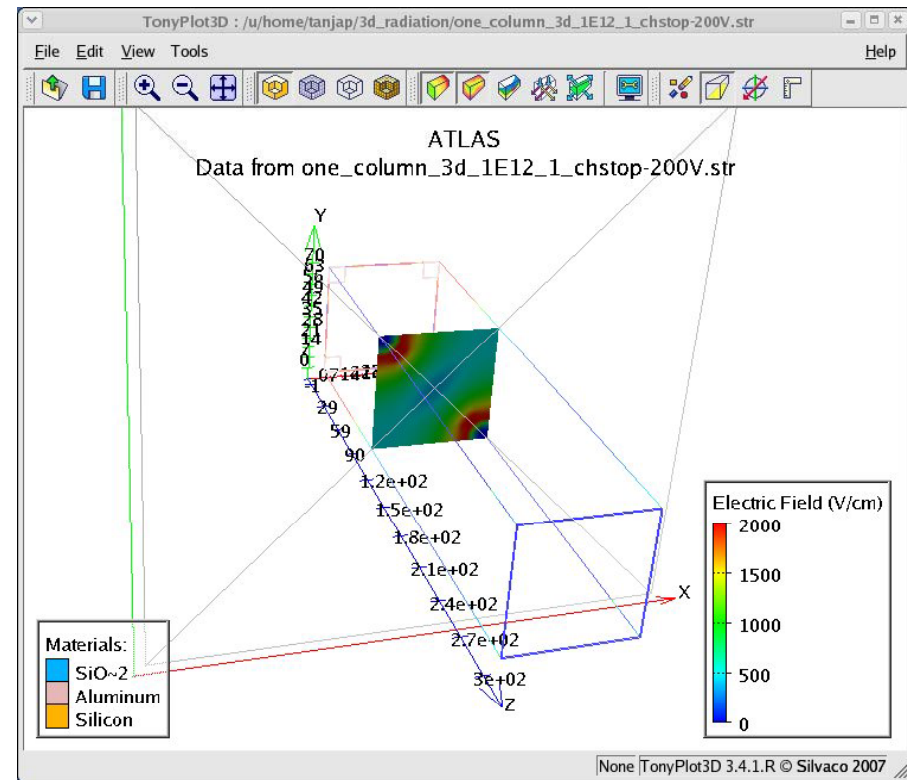 TonyPlot3D : /u/home/tanjap/3d_radiation/one_column_3d_1E12_1_chstop-200V.str
File Edit View Tools Help
ATLAS
Data from one_column_3d_1E12_1_chstop-200V.str
Y
70
63
56
49
42
35
28
21
14
7
0
29
59
90
1.2e+02
1.5e+02
1.8e+02
2.1e+02
2.4e+02
2.7e+02
3e+02
X
Z
Electric Field (V/cm)
2000
1500
1000
500
0
Materials:
SiO~2
Aluminum
Silicon
None TonyPlot3D 3.4.1.R © Silvaco 2007